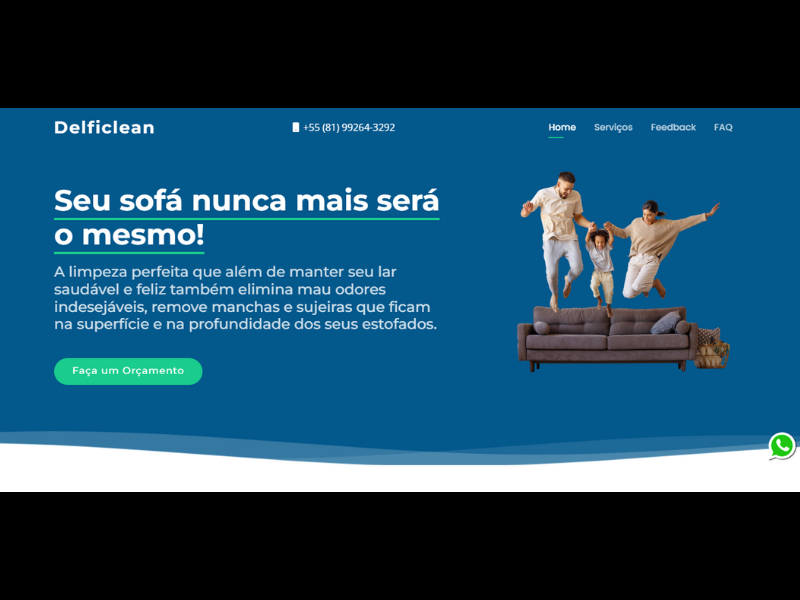 Delficlean
+55 (81) 99264-3292
Home Serviços Feedback FAQ
Seu sofá nunca mais será
o mesmo!
A limpeza perfeita que além de manter seu lar
saudável e feliz também elimina mau odores
indesejáveis, remove manchas e sujeiras que ficam
na superfície e na profundidade dos seus estofados.
Faça um Orçamento